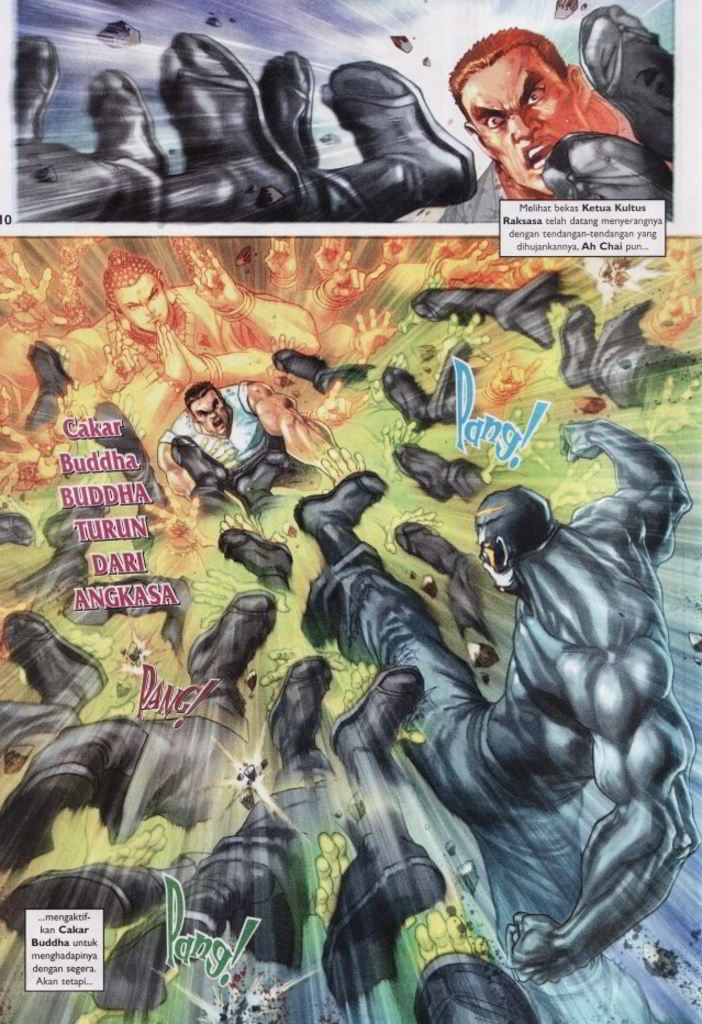 10
Melihat bekas Ketua Kultus
Raksasa telah datang menyerangnya
dengan tendangan-tendangan yang
dihujankannya, Ah Chai pun...
Pang!
Cakar
Buddha
BUDDHA
TURUN
DARI
ANGKASA
PANG!
Pang!
...mengaktif-
kan Cakar
Buddha untuk
menghadapinya
dengan segera.
Akan tetapi...